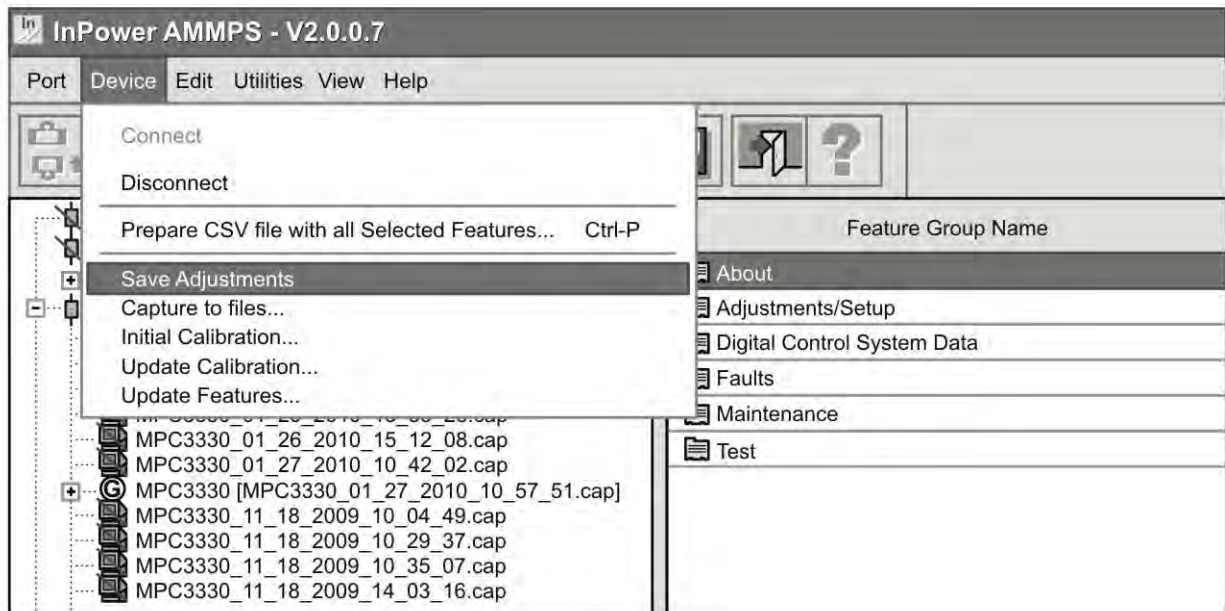 InPower AMMPS - V2.0.0.7
Port Device Edit Utilities View Help
Connect
Disconnect
Prepare CSV file with all Selected Features... Ctrl-P
Save Adjustments
Capture to files...
Initial Calibration...
Update Calibration...
Update Features...
MPC3330_01_26_2010_15_12_08.cap
MPC3330_01_27_2010_10_42_02.cap
G MPC3330 [MPC3330_01_27_2010_10_57_51.cap]
MPC3330_11_18_2009_10_04_49.cap
MPC3330_11_18_2009_10_29_37.cap
MPC3330_11_18_2009_10_35_07.cap
MPC3330_11_18_2009_14_03_16.cap
Feature Group Name
About
Adjustments/Setup
Digital Control System Data
Faults
Maintenance
Test